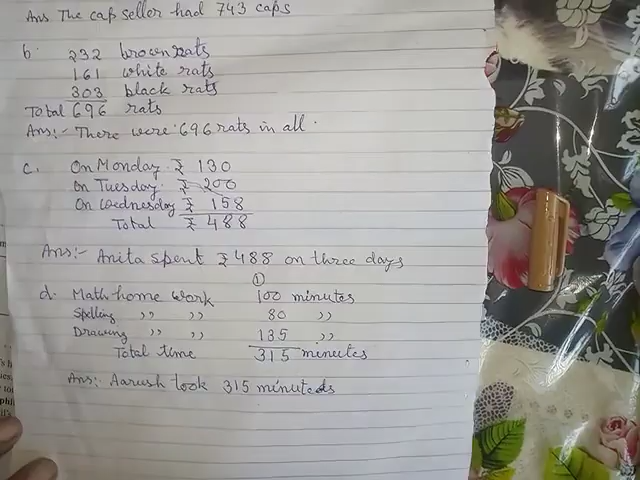 Ans The cap seller had 743 caps
b. 232 brown rats
161 white rats
303 black rats
Total 696 rats
Ans:- There were 696 rats in all.
c. On Monday ₹ 130
On Tuesday ₹ 200
On Wednesday ₹ 158
Total ₹ 488
Ans:- Anita spent ₹ 488 on three days
1
d. Math home work 100 minutes
Spelling ,, ,, 80 ,,
Drawing ,, ,, 135 ,,
Total time 315 minutes
Ans:- Aarush took 315 minutes